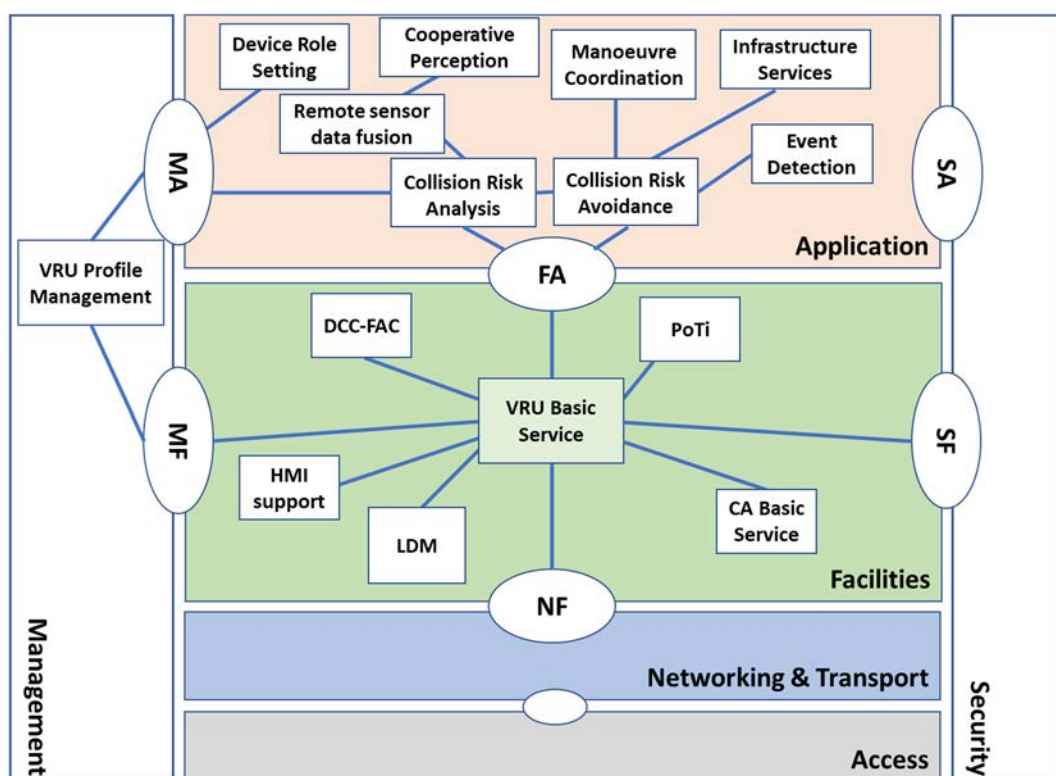 Device Role
Setting
Cooperative
Perception
Manoeuvre
Coordination
Infrastructure
Services
Remote sensor
data fusion
Event
Detection
MA
Collision Risk
Analysis
Collision Risk
Avoidance
SA
Application
VRU Profile
Management
FA
DCC-FAC
PoTi
VRU Basic
Service
MF
SF
HMI
support
LDM
CA Basic
Service
Facilities
NF
Networking & Transport
Access
Management
Security